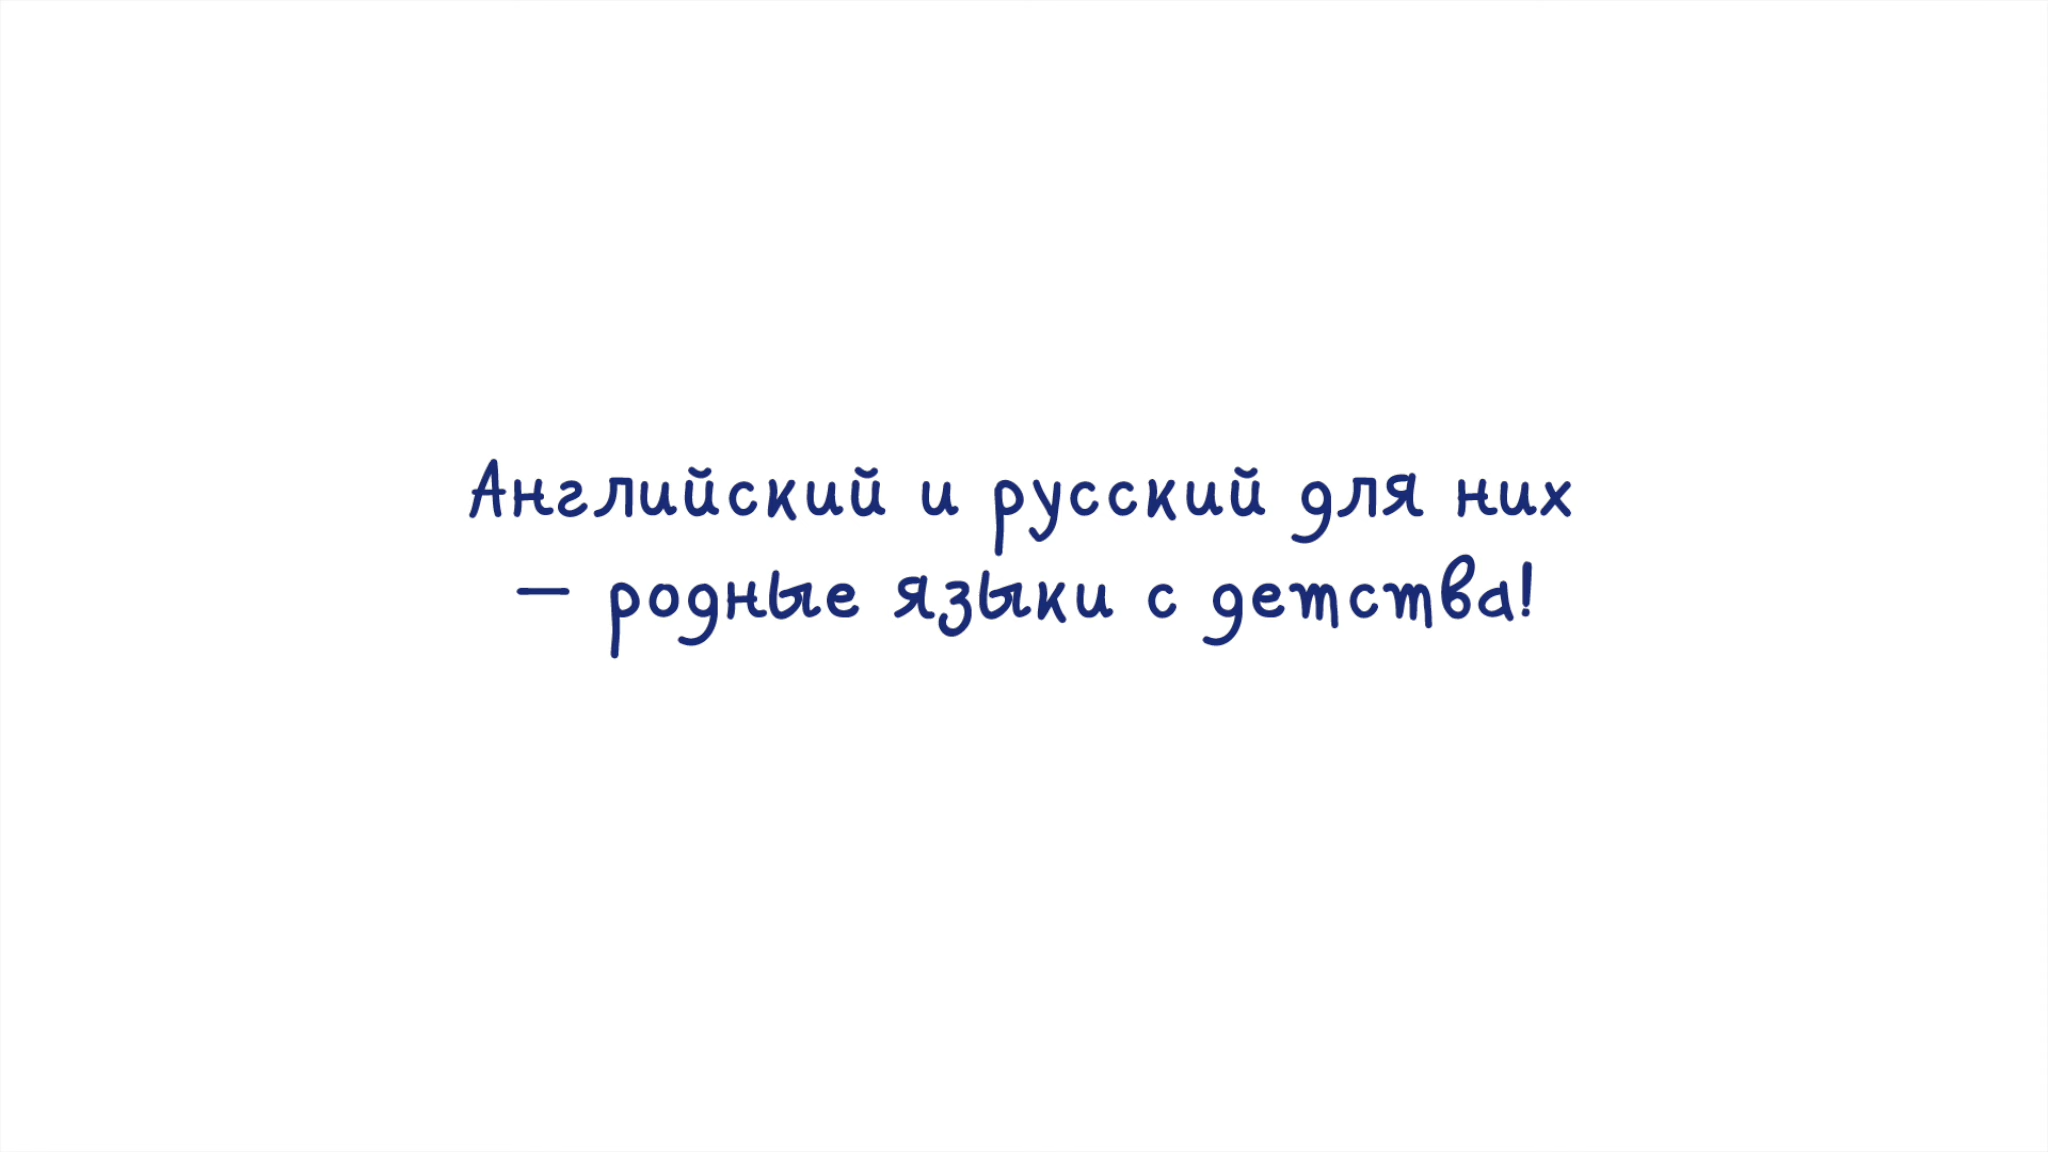 Английский и русский для них
— родные языки с детства!